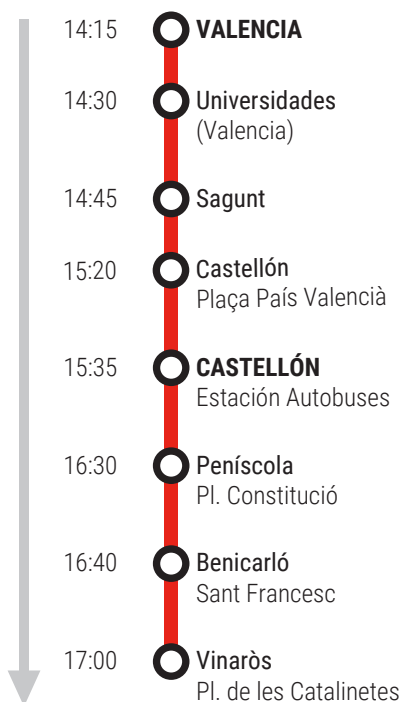 14:15 VALENCIA
14:30 Universidades
(Valencia)
14:45 Sagunt
15:20 Castellón
Plaça País Valencià
15:35 CASTELLÓN
Estación Autobuses
16:30 Peníscola
Pl. Constitució
16:40 Benicarló
Sant Francesc
17:00 Vinaròs
Pl. de les Catalinetes